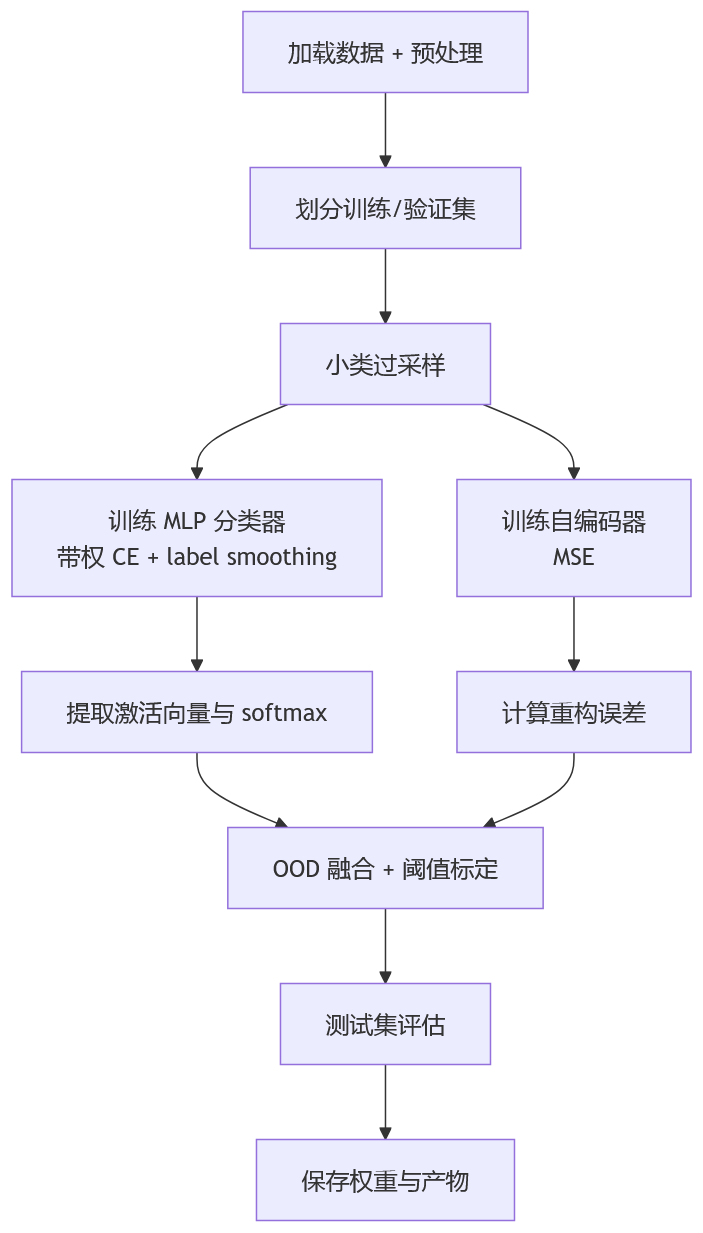 加载数据 + 预处理
划分训练/验证集
小类过采样
训练 MLP 分类器
带权 CE + label smoothing
训练自编码器
MSE
提取激活向量与 softmax
计算重构误差
OOD 融合 + 阈值标定
测试集评估
保存权重与产物